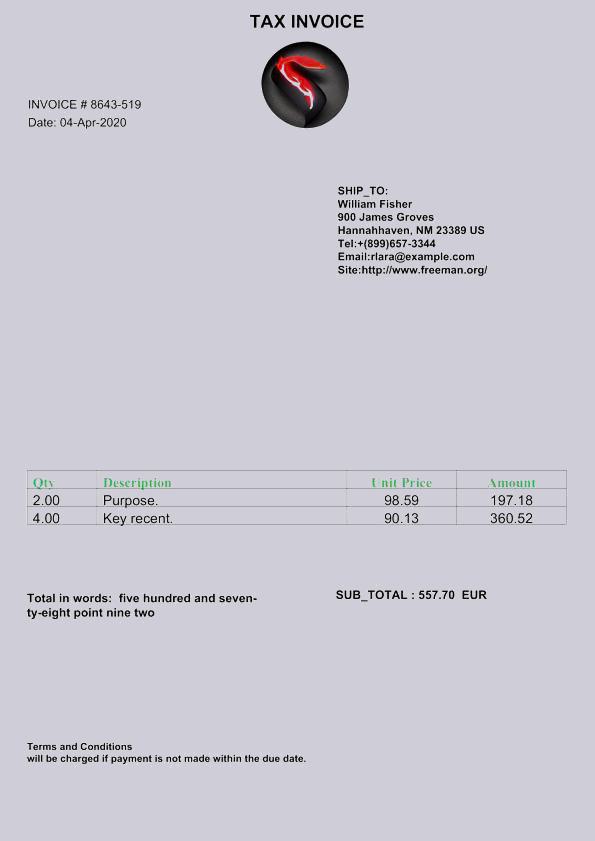 TAX INVOICE
INVOICE # 8643-519
Date: 04-Apr-2020
SHIP_TO:
William Fisher
900 James Groves
Hannahhaven, NM 23389 US
Tel:+(899)657-3344
Email:rlara@example.com
Site:http://www.freeman.org/
Qty Description Unit Price Amount
2.00 Purpose. 98.59 197.18
4.00 Key recent. 90.13 360.52
Total in words: five hundred and seven-
ty-eight point nine two
SUB_TOTAL : 557.70 EUR
Terms and Conditions
will be charged if payment is not made within the due date.